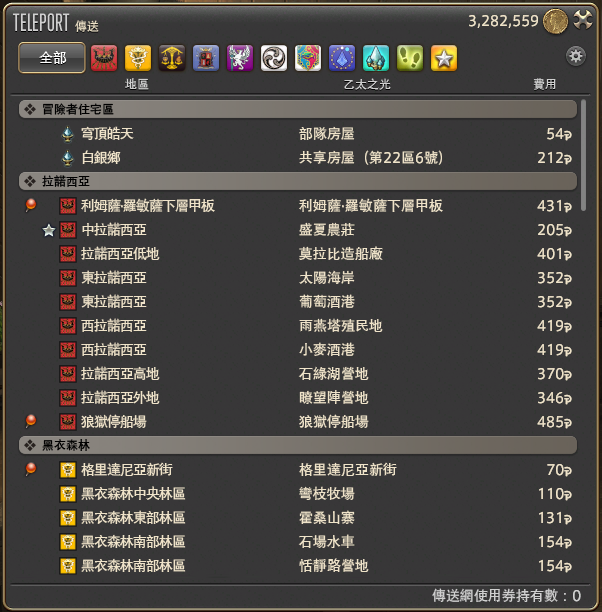 TELEPORT 傳送 3,282,559
全部
地區 乙太之光 費用
冒險者住宅區
穹頂皓天 部隊房屋 54
白銀鄉 共享房屋（第22區6號） 212
拉諾西亞
利姆薩·羅敏薩下層甲板 利姆薩·羅敏薩下層甲板 431
中拉諾西亞 盛夏農莊 205
拉諾西亞低地 莫拉比造船廠 401
東拉諾西亞 太陽海岸 352
東拉諾西亞 葡萄酒港 352
西拉諾西亞 雨燕塔殖民地 419
西拉諾西亞 小麥酒港 419
拉諾西亞高地 石綠湖營地 370
拉諾西亞外地 瞭望陣營地 346
狼獄停船場 狼獄停船場 485
黑衣森林
格里達尼亞新街 格里達尼亞新街 70
黑衣森林中央林區 彎枝牧場 110
黑衣森林東部林區 霍桑山寨 131
黑衣森林南部林區 石場水車 154
黑衣森林南部林區 恬靜路營地 154
傳送網使用券持有數：0